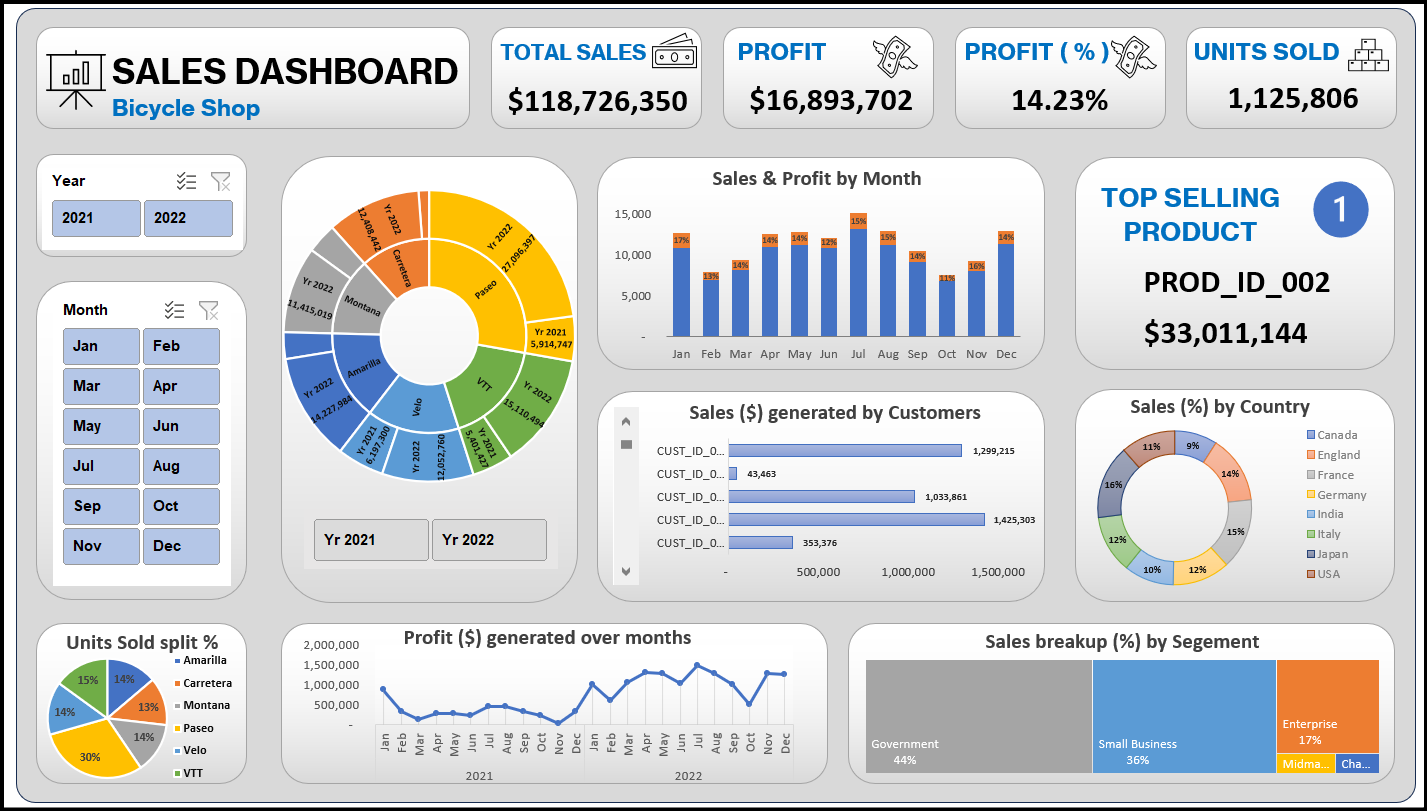 SALES DASHBOARD
Bicycle Shop
TOTAL SALES
$118,726,350
PROFIT
$16,893,702
PROFIT ( % )
14.23%
UNITS SOLD
1,125,806
Year
2021
2022
Month
Jan
Feb
Mar
Apr
May
Jun
Jul
Aug
Sep
Oct
Nov
Dec
Paseo
Yr 2022
27,096,397
Yr 2021
5,914,747
VTT
Yr 2022
15,110,494
Yr 2021
5,401,427
Velo
Yr 2022
12,052,760
Yr 2021
6,197,300
Amarilla
Yr 2022
14,227,984
Montana
Yr 2022
11,415,019
Carretera
Yr 2022
12,408,442
Yr 2021
Yr 2022
Sales & Profit by Month
15,000
10,000
5,000
-
17%
13%
14%
14%
14%
12%
15%
15%
14%
11%
16%
14%
Jan Feb Mar Apr May Jun Jul Aug Sep Oct Nov Dec
TOP SELLING
PRODUCT
1
PROD_ID_002
$33,011,144
Sales ($) generated by Customers
CUST_ID_0... 1,299,215
CUST_ID_0... 43,463
CUST_ID_0... 1,033,861
CUST_ID_0... 1,425,303
CUST_ID_0... 353,376
- 500,000 1,000,000 1,500,000
Sales (%) by Country
9%
14%
15%
12%
10%
12%
16%
11%
Canada
England
France
Germany
India
Italy
Japan
USA
Units Sold split %
14%
13%
14%
30%
14%
15%
Amarilla
Carretera
Montana
Paseo
Velo
VTT
Profit ($) generated over months
2,000,000
1,500,000
1,000,000
500,000
-
Jan Feb Mar Apr May Jun Jul Aug Sep Oct Nov Dec Jan Feb Mar Apr May Jun Jul Aug Sep Oct Nov Dec
2021 2022
Sales breakup (%) by Segement
Government
44%
Small Business
36%
Enterprise
17%
Midma...
Cha...